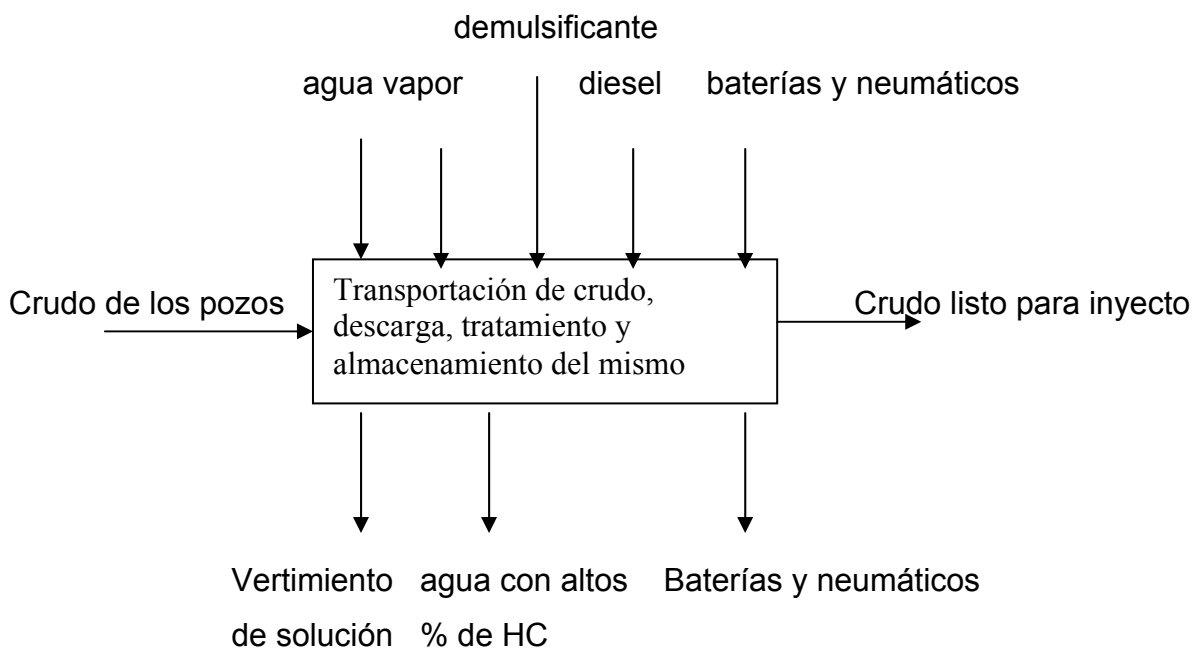 demulsificante
agua vapor diesel baterías y neumáticos
Crudo de los pozos
Transportación de crudo,
descarga, tratamiento y
almacenamiento del mismo
Crudo listo para inyecto
Vertimiento agua con altos Baterías y neumáticos
de solución % de HC